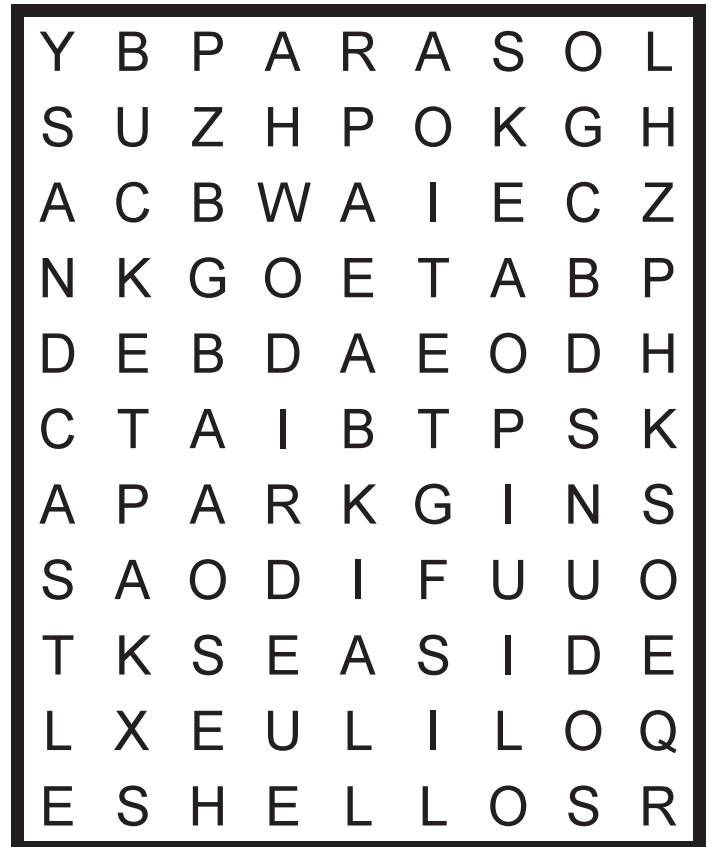 Y B P A R A S O L
S U Z H P O K G H
A C B W A I E C Z
N K G O E T A B P
D E B D A E O D H
C T A I B T P S K
A P A R K G I N S
S A O D I F U U O
T K S E A S I D E
L X E U L I L O Q
E S H E L L O S R